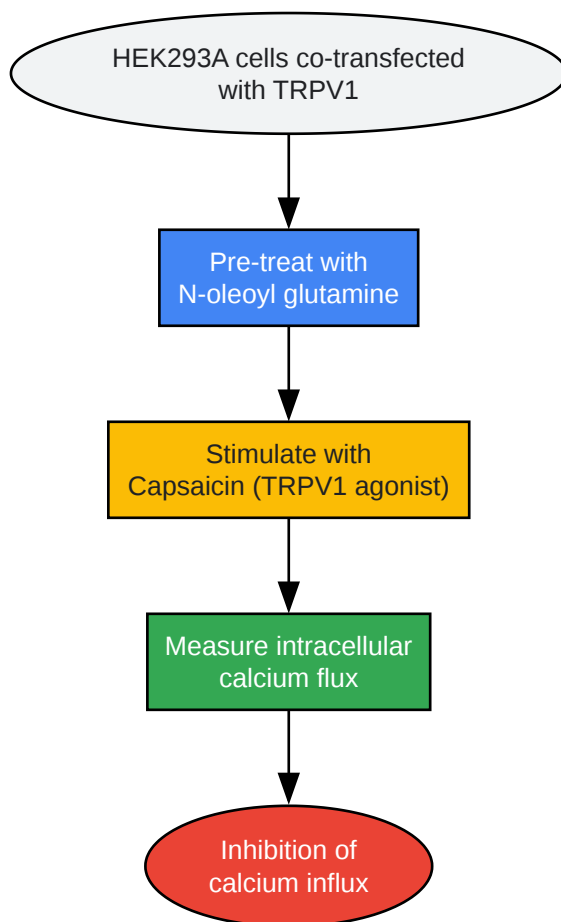 HEK293A cells co-transfected
with TRPV1
Pre-treat with
N-oleoyl glutamine
Stimulate with
Capsaicin (TRPV1 agonist)
Measure intracellular
calcium flux
Inhibition of
calcium influx